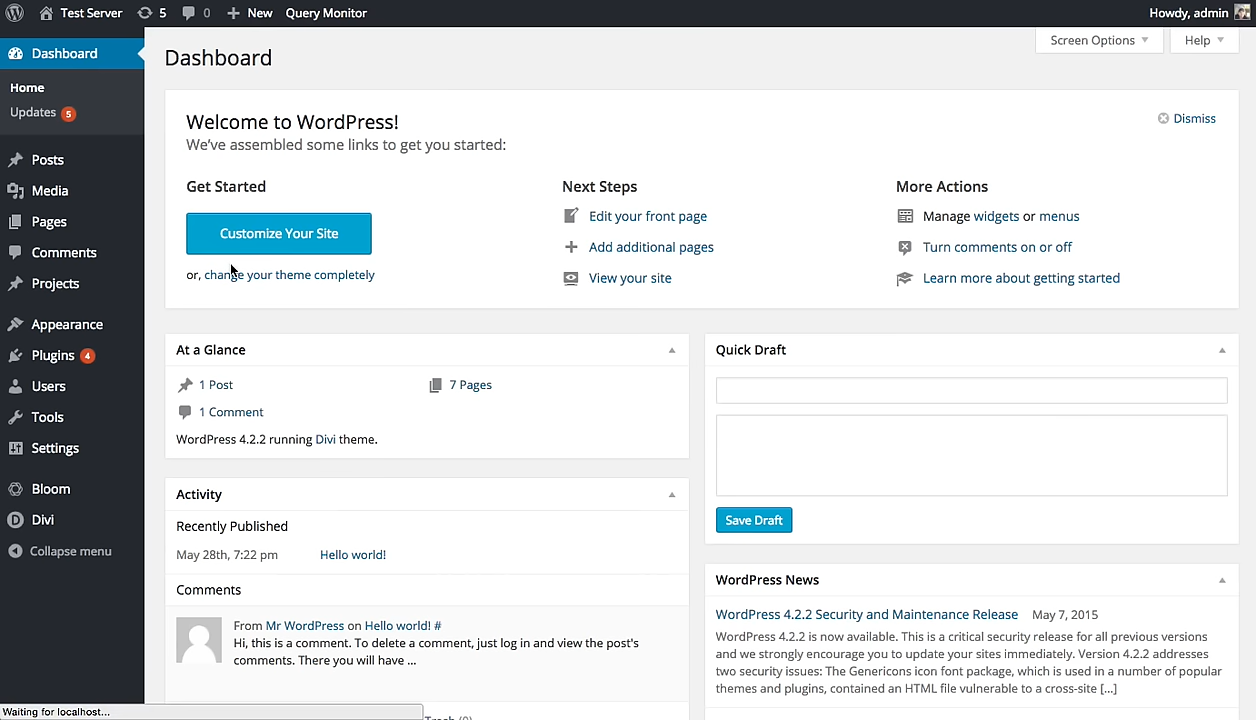 Test Server 5 0 New Query Monitor Howdy, admin
Dashboard
Home
Updates 5
Posts
Media
Pages
Comments
Projects
Appearance
Plugins 4
Users
Tools
Settings
Bloom
D Divi
Collapse menu
Screen Options Help
Dashboard
Welcome to WordPress!
Dismiss
We've assembled some links to get you started:
Get Started
Customize Your Site
or, change your theme completely
Next Steps
Edit your front page
Add additional pages
View your site
More Actions
Manage widgets or menus
Turn comments on or off
Learn more about getting started
At a Glance
1 Post 7 Pages
1 Comment
WordPress 4.2.2 running Divi theme.
Activity
Recently Published
May 28th, 7:22 pm Hello world!
Comments
From Mr WordPress on Hello world! #
Hi, this is a comment. To delete a comment, just log in and view the post's
comments. There you will have ...
Trash (0)
Quick Draft
Save Draft
WordPress News
WordPress 4.2.2 Security and Maintenance Release May 7, 2015
WordPress 4.2.2 is now available. This is a critical security release for all previous versions
and we strongly encourage you to update your sites immediately. Version 4.2.2 addresses
two security issues: The Genericons icon font package, which is used in a number of popular
themes and plugins, contained an HTML file vulnerable to a cross-site [...]
Waiting for localhost...